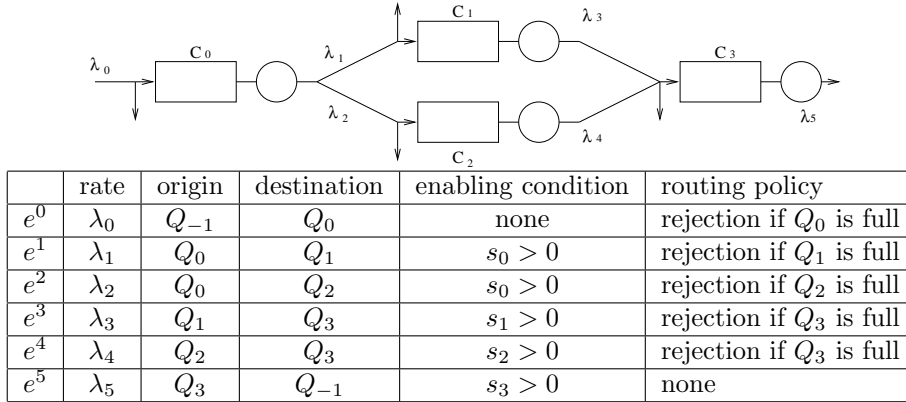 C 1
λ 3
C 0
C 3
λ 0
λ 1
λ 2
λ 4
λ5
C 2
rate origin destination enabling condition routing policy
e^0 λ_0 Q_{−1} Q_0 none rejection if Q_0 is full
e^1 λ_1 Q_0 Q_1 s_0 > 0 rejection if Q_1 is full
e^2 λ_2 Q_0 Q_2 s_0 > 0 rejection if Q_2 is full
e^3 λ_3 Q_1 Q_3 s_1 > 0 rejection if Q_3 is full
e^4 λ_4 Q_2 Q_3 s_2 > 0 rejection if Q_3 is full
e^5 λ_5 Q_3 Q_{−1} s_3 > 0 none